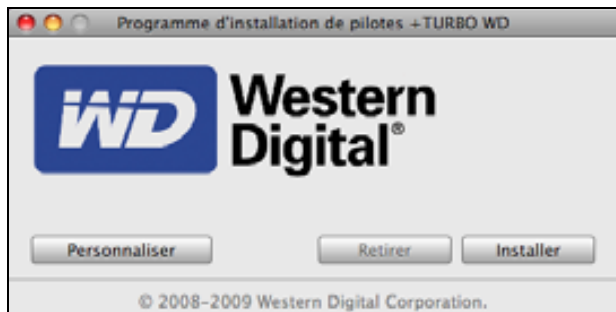 Programme d'installation de pilotes +TURBO WD
WD
Western
Digital®
Personnaliser
Retirer
Installer
© 2008-2009 Western Digital Corporation.